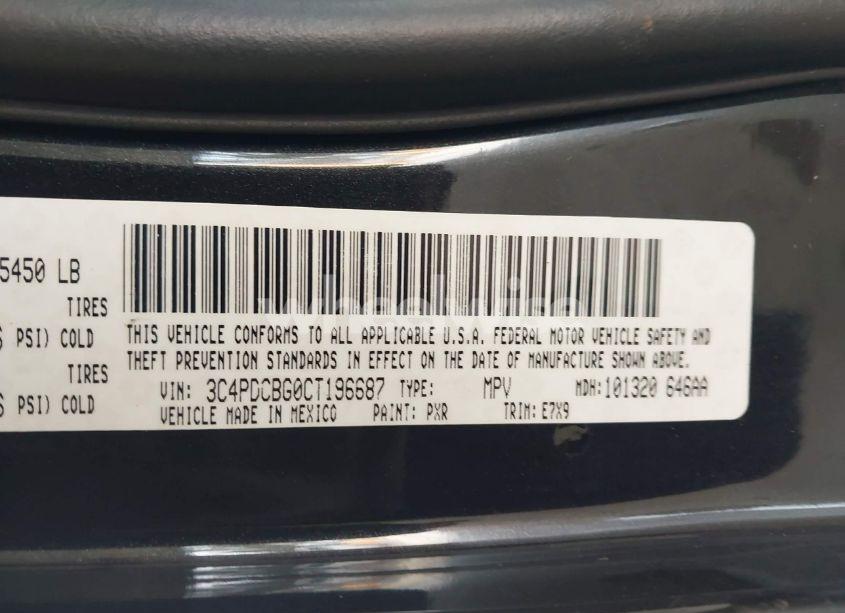 5450 LB
TIRES
PSI) COLD
TIRES
PSI) COLD
THIS VEHICLE CONFORMS TO ALL APPLICABLE U.S.A. FEDERAL MOTOR VEHICLE SAFETY AND
THEFT PREVENTION STANDARDS IN EFFECT ON THE DATE OF MANUFACTURE SHOWN ABOVE.
VIN: 3C4PDCBG0CT196687 TYPE: MPV MDH: 101320 646AA
VEHICLE MADE IN MEXICO PAINT: PXR TRIM: E7X9